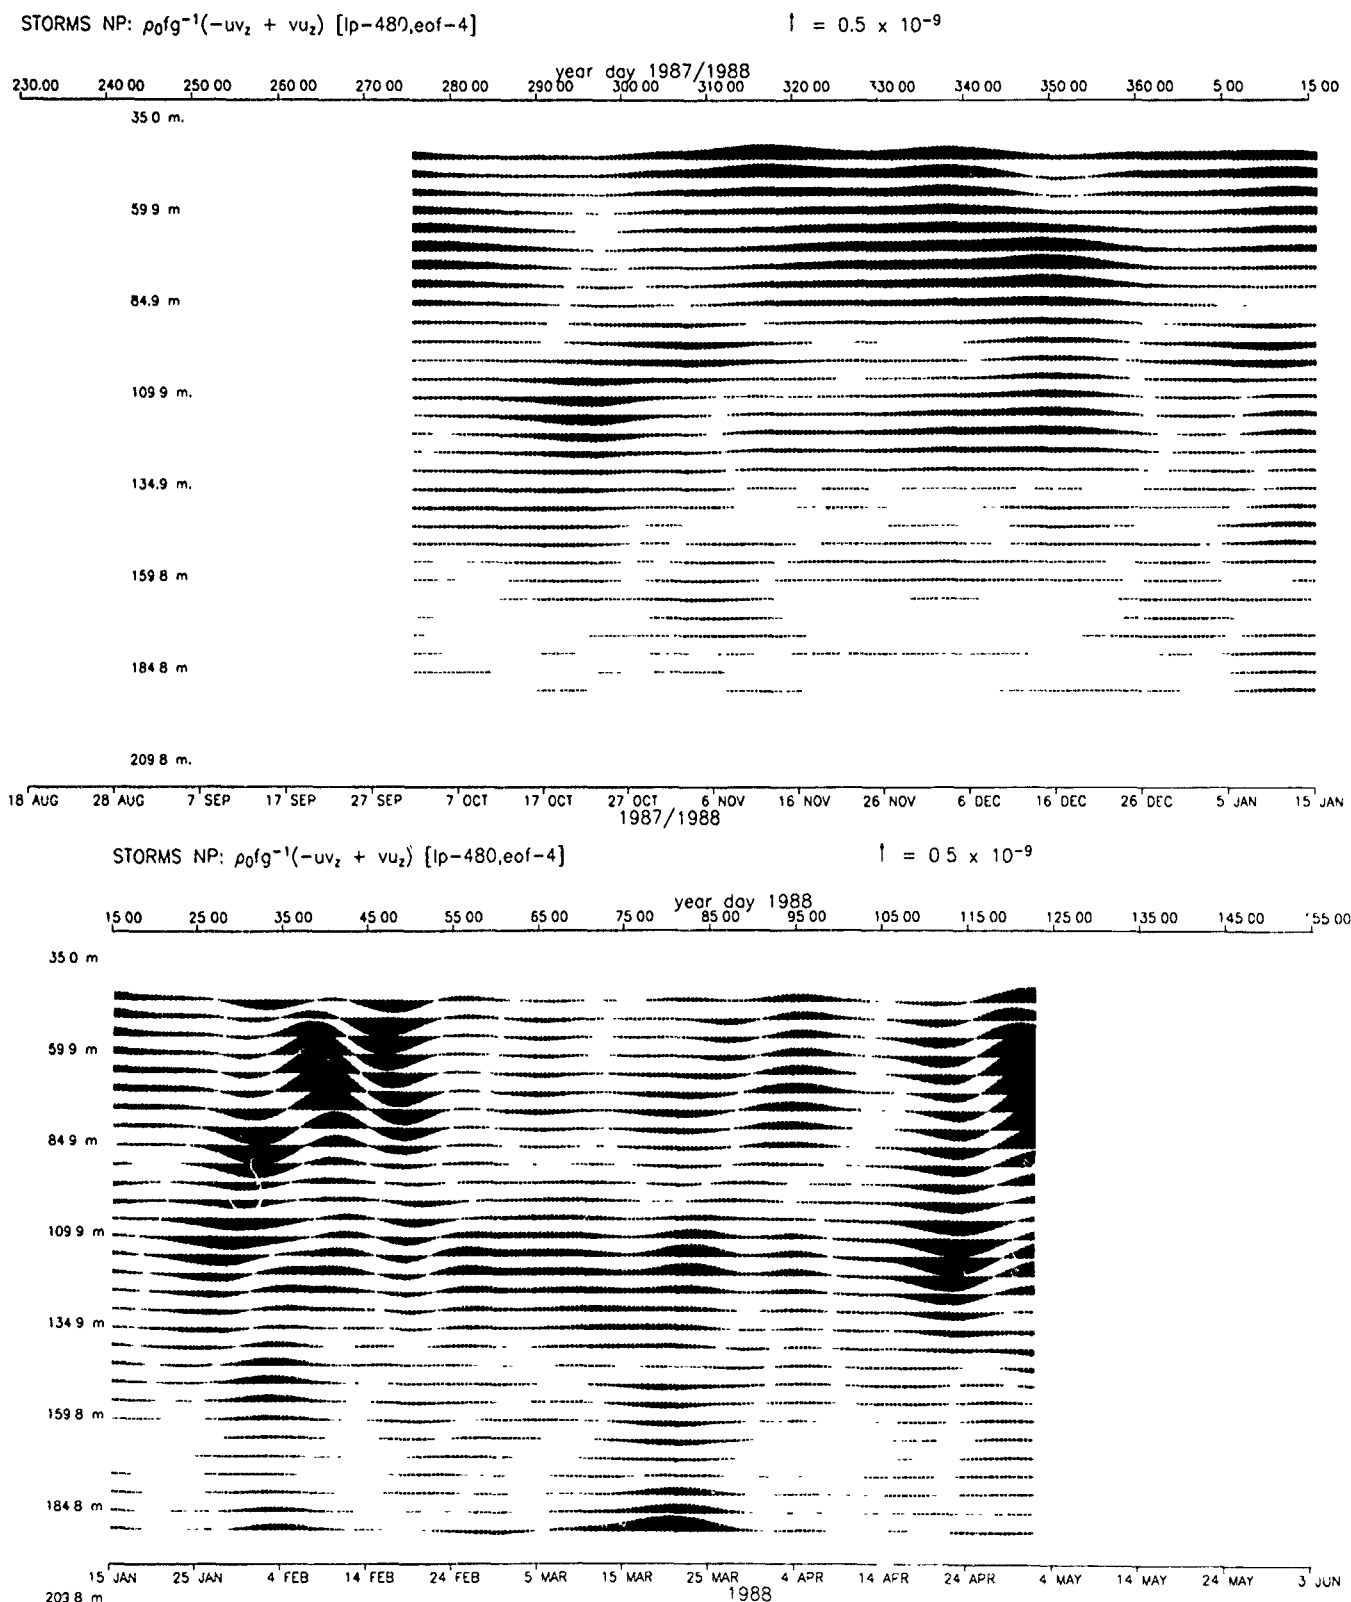 STORMS NP: ρ₀fg⁻¹(-uv_z + vu_z) [lp-480,eof-4] ↑ = 0.5 x 10⁻⁹
year day 1987/1988
230.00 240 00 250 00 260 00 270 00 280 00 290 00 300 00 310 00 320 00 330 00 340 00 350 00 360 00 5 00 15 00
35 0 m.
59 9 m
84.9 m
109 9 m.
134.9 m.
159 8 m
184 8 m
209 8 m.
18 AUG 28 AUG 7 SEP 17 SEP 27 SEP 7 OCT 17 OCT 27 OCT 6 NOV 16 NOV 26 NOV 6 DEC 16 DEC 26 DEC 5 JAN 15 JAN
1987/1988
STORMS NP: ρ₀fg⁻¹(-uv_z + vu_z) [lp-480,eof-4] ↑ = 0 5 x 10⁻⁹
year day 1988
15 00 25 00 35 00 45 00 55 00 65 00 75 00 85 00 95 00 105 00 115 00 125 00 135 00 145 00 '55 00
35 0 m
59 9 m
84 9 m
109 9 m
134 9 m
159 8 m
184 8 m
15 JAN 25 JAN 4 FEB 14 FEB 24 FEB 5 MAR 15 MAR 25 MAR 4 APR 14 APR 24 APR 4 MAY 14 MAY 24 MAY 3 JUN
1988
203 8 m